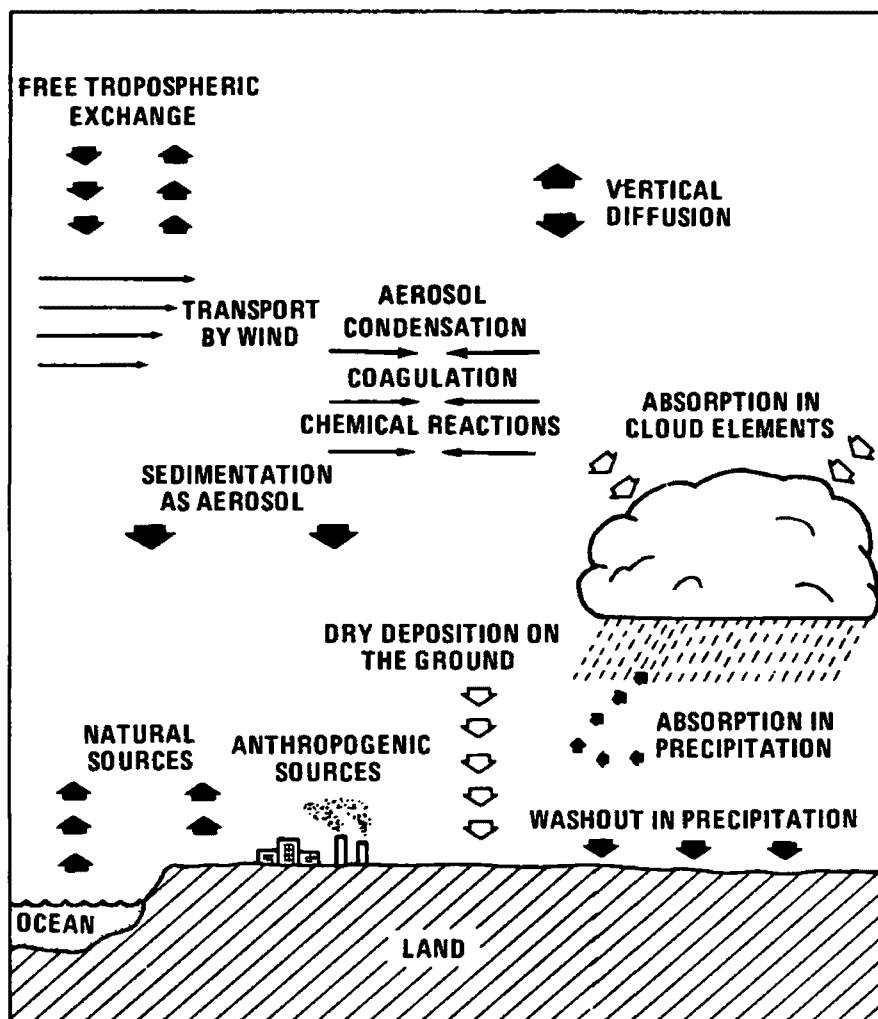 FREE TROPOSPHERIC
EXCHANGE
VERTICAL
DIFFUSION
TRANSPORT
BY WIND
AEROSOL
CONDENSATION
COAGULATION
CHEMICAL REACTIONS
ABSORPTION IN
CLOUD ELEMENTS
SEDIMENTATION
AS AEROSOL
DRY DEPOSITION ON
THE GROUND
NATURAL
SOURCES
ANTHROPOGENIC
SOURCES
ABSORPTION IN
PRECIPITATION
WASHOUT IN PRECIPITATION
OCEAN
LAND